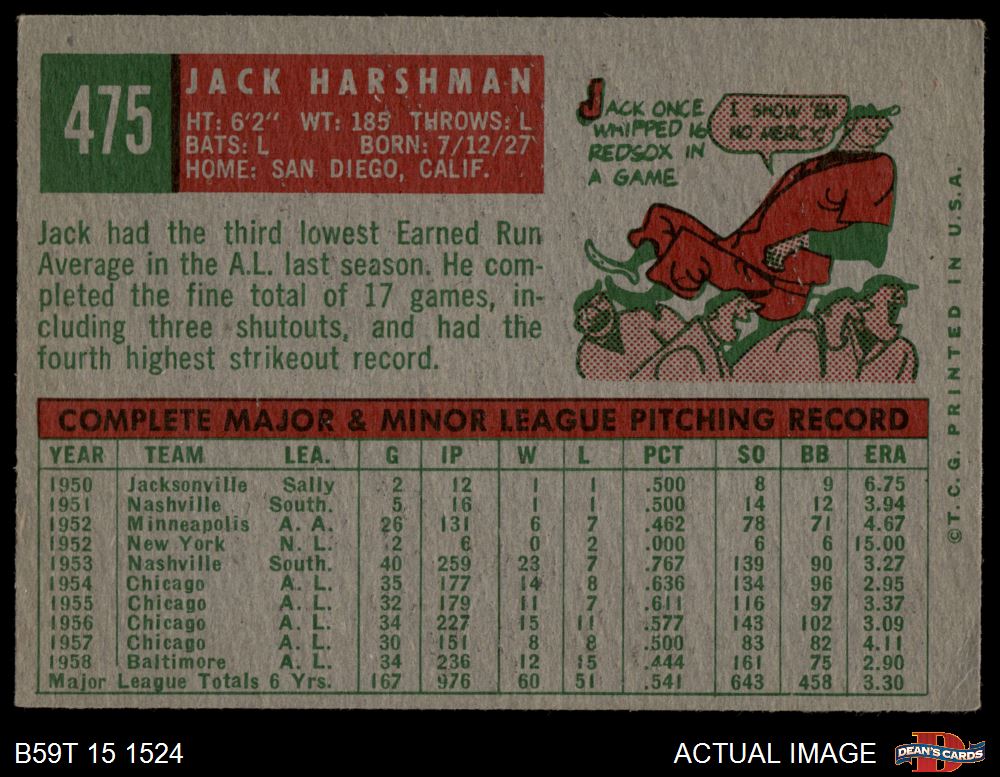 475
JACK HARSHMAN
HT: 6'2" WT: 185 THROWS: L
BATS: L BORN: 7/12/27
HOME: SAN DIEGO, CALIF.
Jack had the third lowest Earned Run
Average in the A.L. last season. He com-
pleted the fine total of 17 games, in-
cluding three shutouts, and had the
fourth highest strikeout record.
JACK ONCE
WHIPPED 16
REDSOX IN
A GAME
I SHOW 'EM
NO MERCY!
COMPLETE MAJOR & MINOR LEAGUE PITCHING RECORD
YEAR TEAM LEA. G IP W L PCT SO BB ERA
1950 Jacksonville Sally 2 12 1 1 .500 8 9 6.75
1951 Nashville South. 5 16 1 1 .500 14 12 3.94
1952 Minneapolis A. A. 26 131 6 7 .462 78 71 4.67
1952 New York N. L. 2 6 0 2 .000 6 6 15.00
1953 Nashville South. 40 259 23 7 .767 139 90 3.27
1954 Chicago A. L. 35 177 14 8 .636 134 96 2.95
1955 Chicago A. L. 32 179 11 7 .611 116 97 3.37
1956 Chicago A. L. 34 227 15 11 .577 143 102 3.09
1957 Chicago A. L. 30 151 8 8 .500 83 82 4.11
1958 Baltimore A. L. 34 236 12 15 .444 161 75 2.90
Major League Totals 6 Yrs. 167 976 60 51 .541 643 458 3.30
©T.C.G. PRINTED IN U.S.A.
B59T 15 1524
ACTUAL IMAGE
D
DEAN'S CARDS